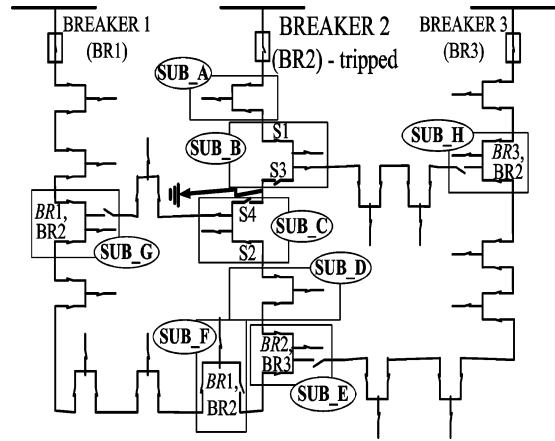 BREAKER 1
(BR1)
BREAKER 2
(BR2) - tripped
BREAKER 3
(BR3)
SUB_A
S1
SUB_B
S3
SUB_H
BR3,
BR2
BR1,
BR2
SUB_G
S4
SUB_C
S2
SUB_D
SUB_F
BR2,
BR3
BR1,
BR2
SUB_E